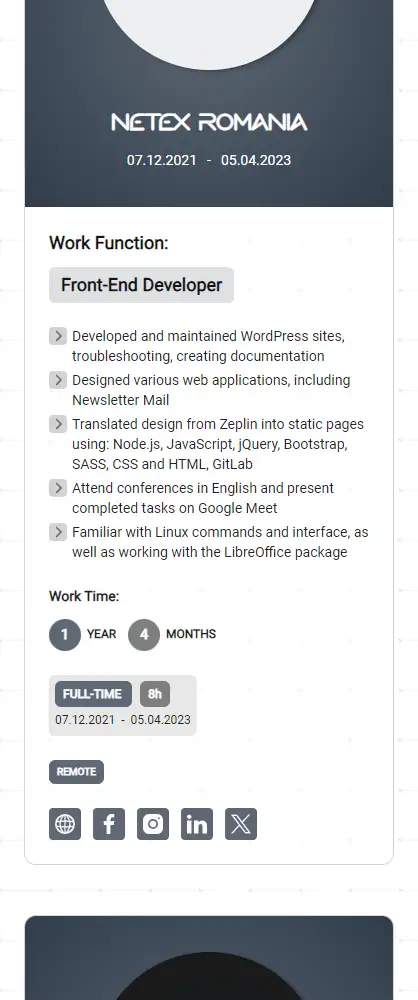 NETEX ROMANIA
07.12.2021 - 05.04.2023
Work Function:
Front-End Developer
Developed and maintained WordPress sites,
troubleshooting, creating documentation
Designed various web applications, including
Newsletter Mail
Translated design from Zeplin into static pages
using: Node.js, JavaScript, jQuery, Bootstrap,
SASS, CSS and HTML, GitLab
Attend conferences in English and present
completed tasks on Google Meet
Familiar with Linux commands and interface, as
well as working with the LibreOffice package
Work Time:
1 YEAR 4 MONTHS
FULL-TIME 8h
07.12.2021 - 05.04.2023
REMOTE